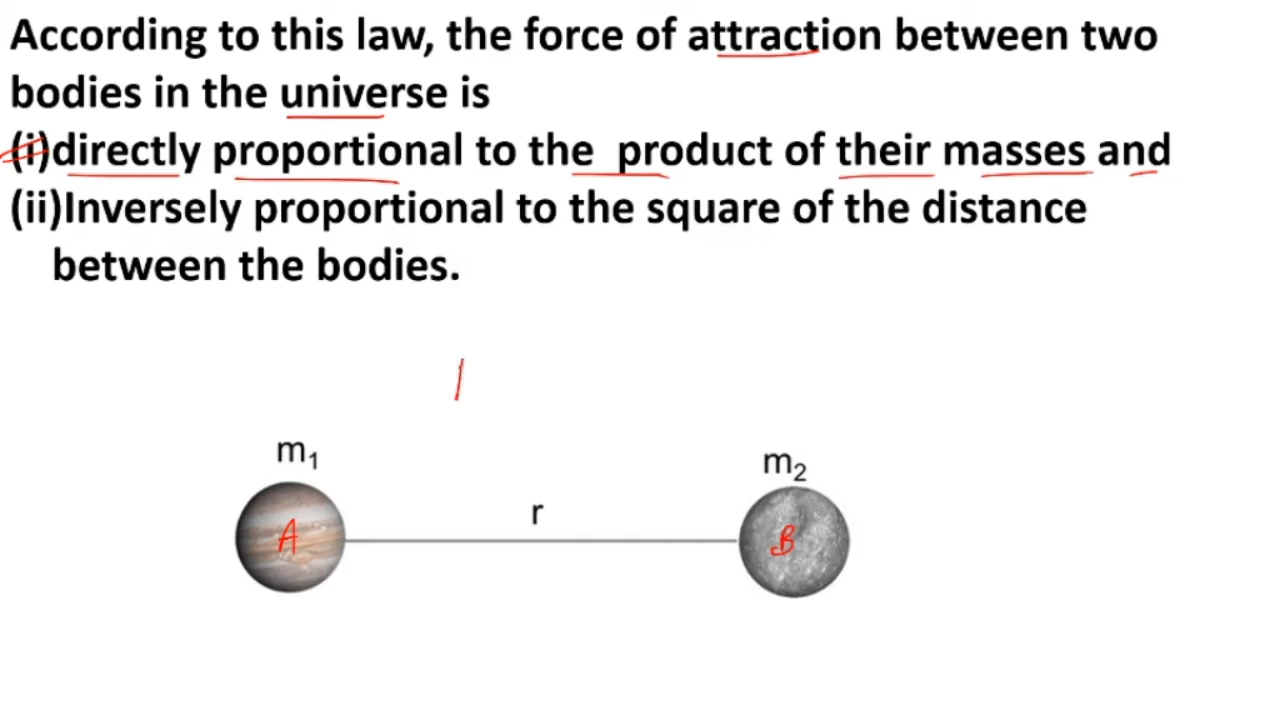 According to this law, the force of attraction between two
bodies in the universe is
(i)directly proportional to the product of their masses and
(ii)Inversely proportional to the square of the distance
between the bodies.
m₁
m₂
r
A
B